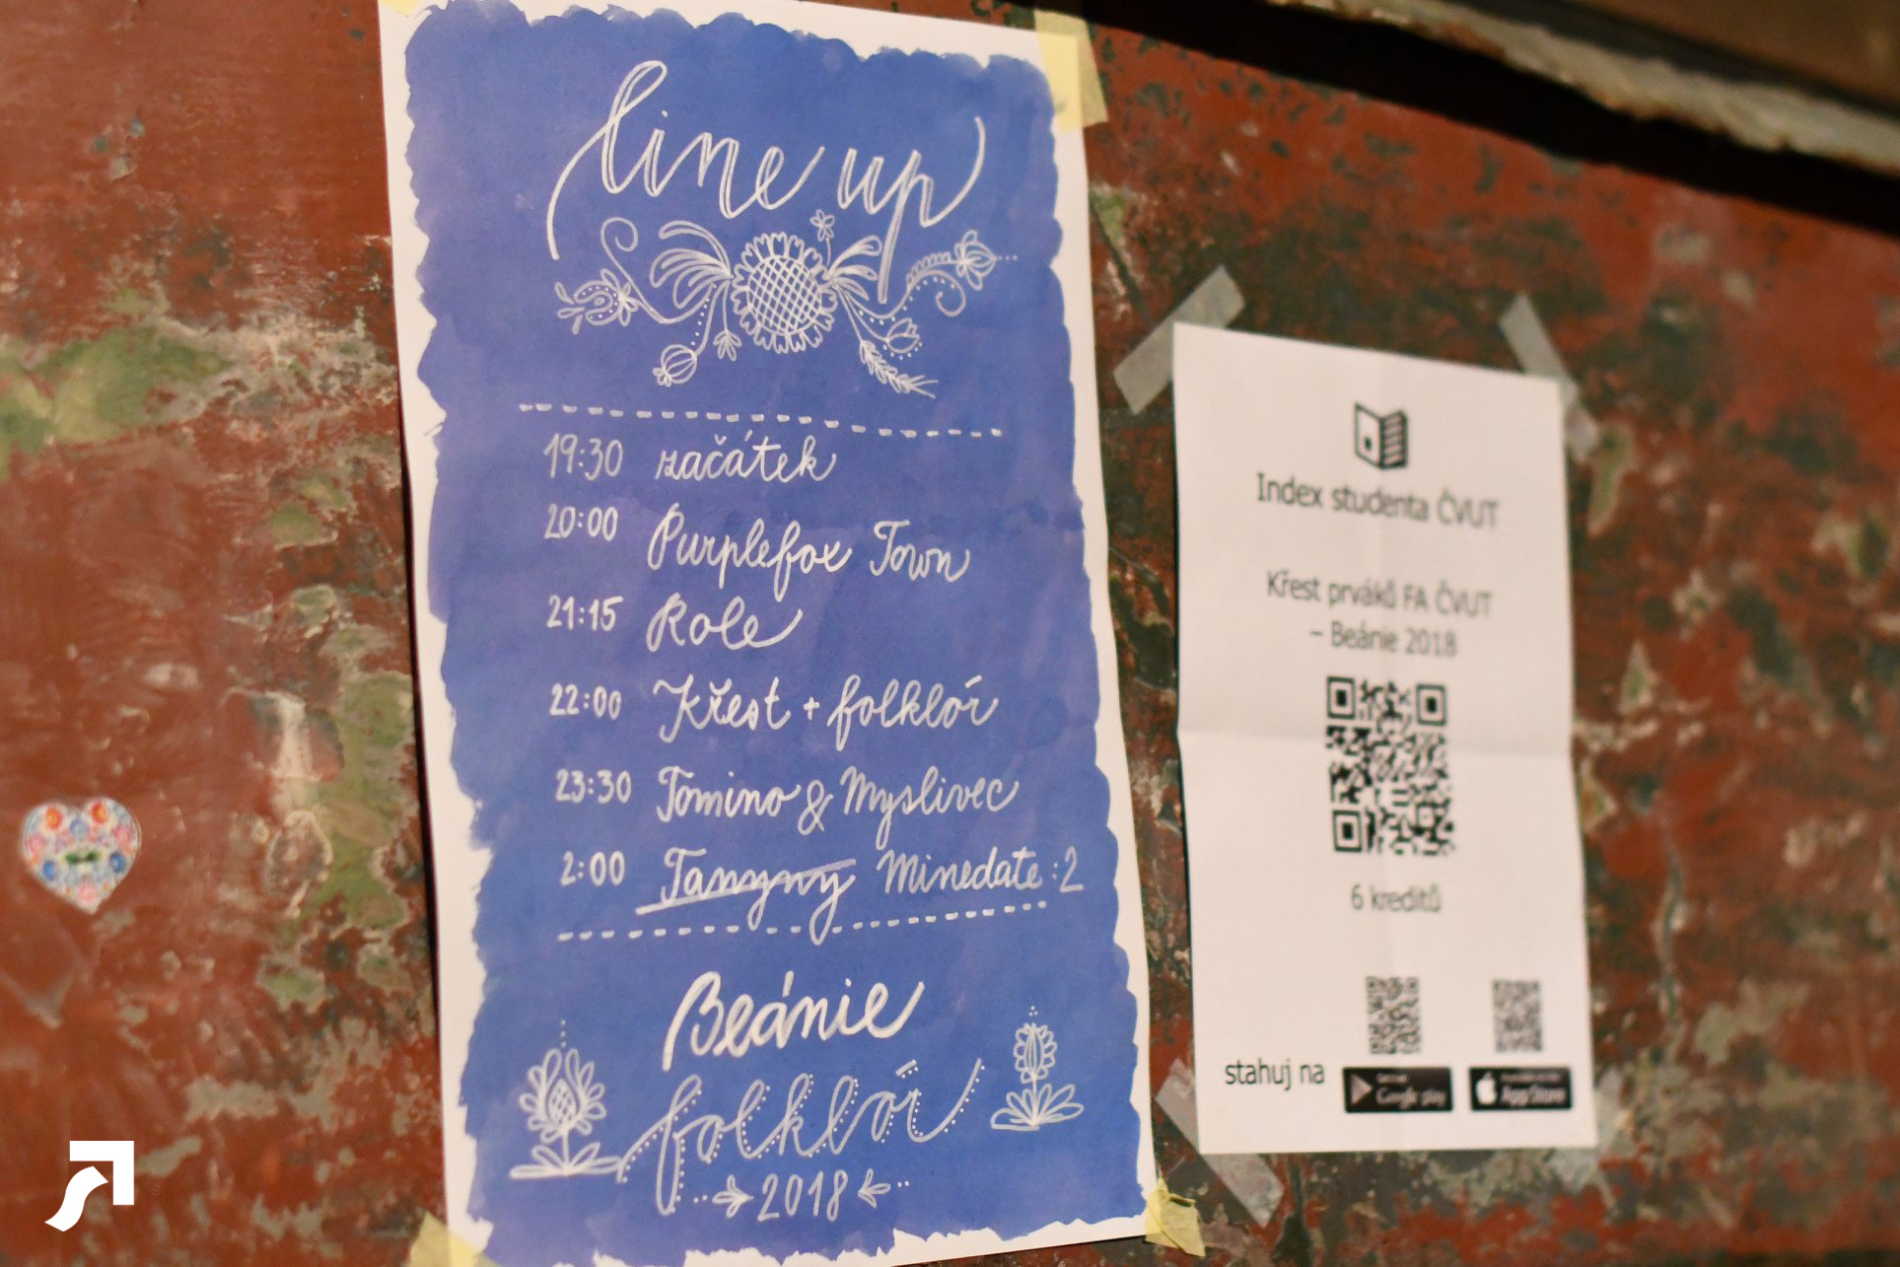 line up
19:30 začátek
20:00 Purplefox Town
21:15 Role
22:00 Křest + folklór
23:30 Tomino & Myslivec
2:00 Tanyny Minedate :2
Beánie
folklór
2018
Index studenta ČVUT
Křest prváků FA ČVUT
– Beánie 2018
6 kreditů
stahuj na
Google play
App Store